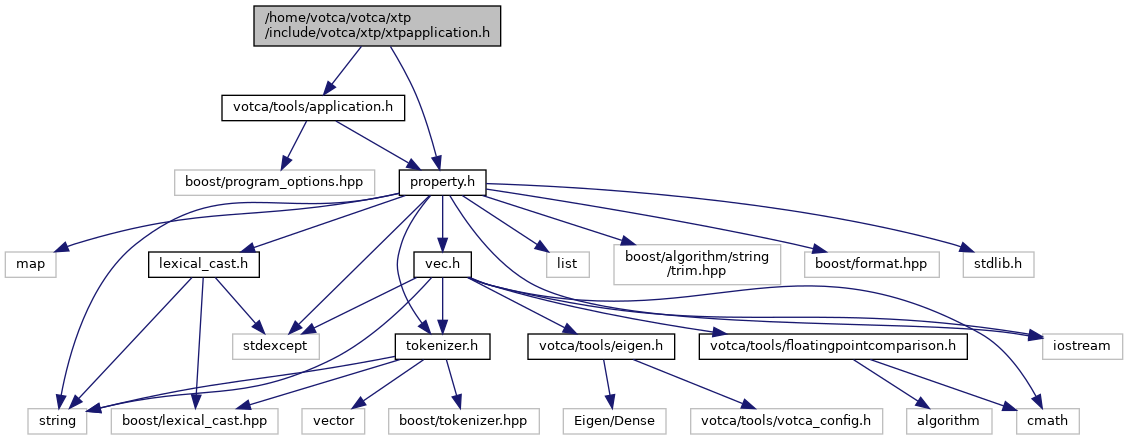 /home/votca/votca/xtp
/include/votca/xtp/xtpapplication.h
votca/tools/application.h
boost/program_options.hpp
property.h
map
lexical_cast.h
vec.h
list
boost/algorithm/string
/trim.hpp
boost/format.hpp
stdlib.h
stdexcept
tokenizer.h
votca/tools/eigen.h
votca/tools/floatingpointcomparison.h
iostream
string
boost/lexical_cast.hpp
vector
boost/tokenizer.hpp
Eigen/Dense
votca/tools/votca_config.h
algorithm
cmath